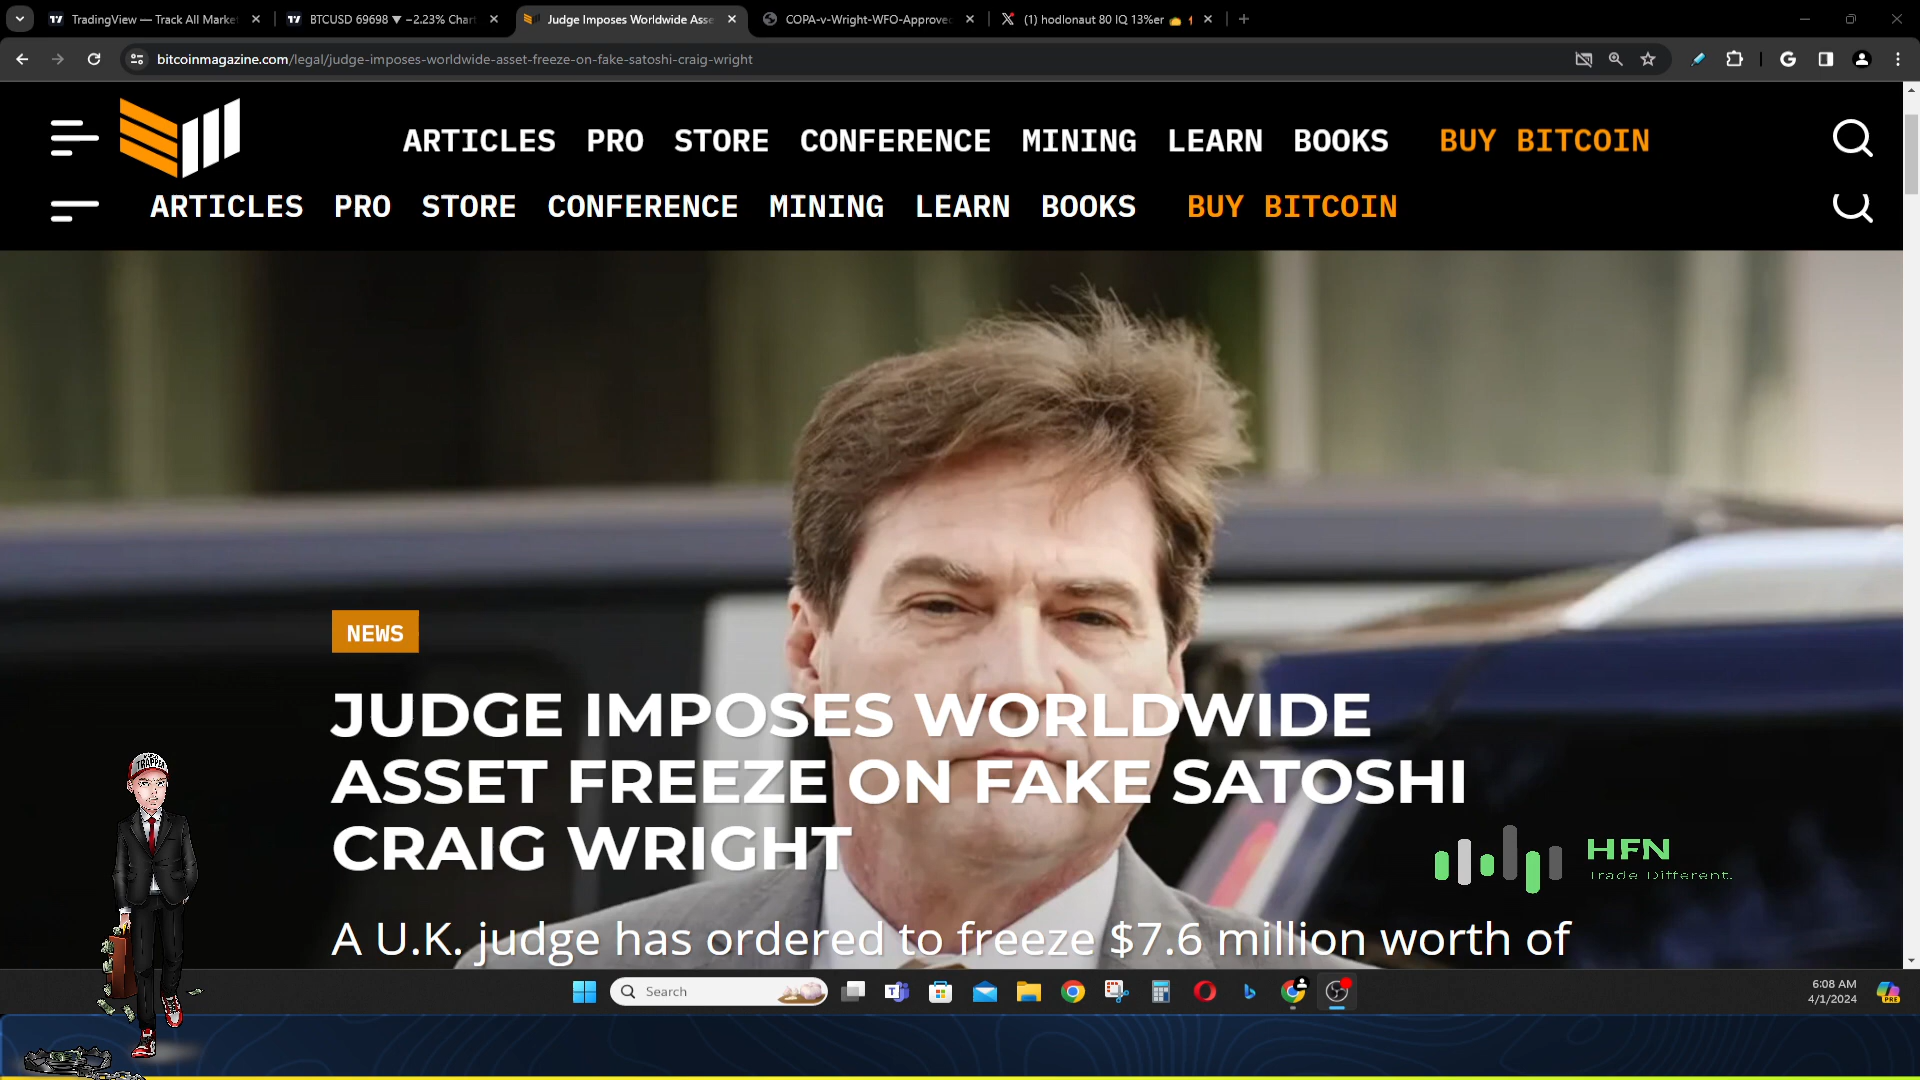 TradingView — Track All Marke
BTCUSD 69698 ▼ −2.23% Char
Judge Imposes Worldwide Asse
COPA-v-Wright-WFO-Approved
(1) hodlonaut 80 IQ 13%er
bitcoinmagazine.com/legal/judge-imposes-worldwide-asset-freeze-on-fake-satoshi-craig-wright
ARTICLES PRO STORE CONFERENCE MINING LEARN BOOKS BUY BITCOIN
ARTICLES PRO STORE CONFERENCE MINING LEARN BOOKS BUY BITCOIN
NEWS
JUDGE IMPOSES WORLDWIDE
ASSET FREEZE ON FAKE SATOSHI
CRAIG WRIGHT
TRAPPER
HFN
Trade Different.
A U.K. judge has ordered to freeze $7.6 million worth of
Search
6:08 AM
4/1/2024
PRE